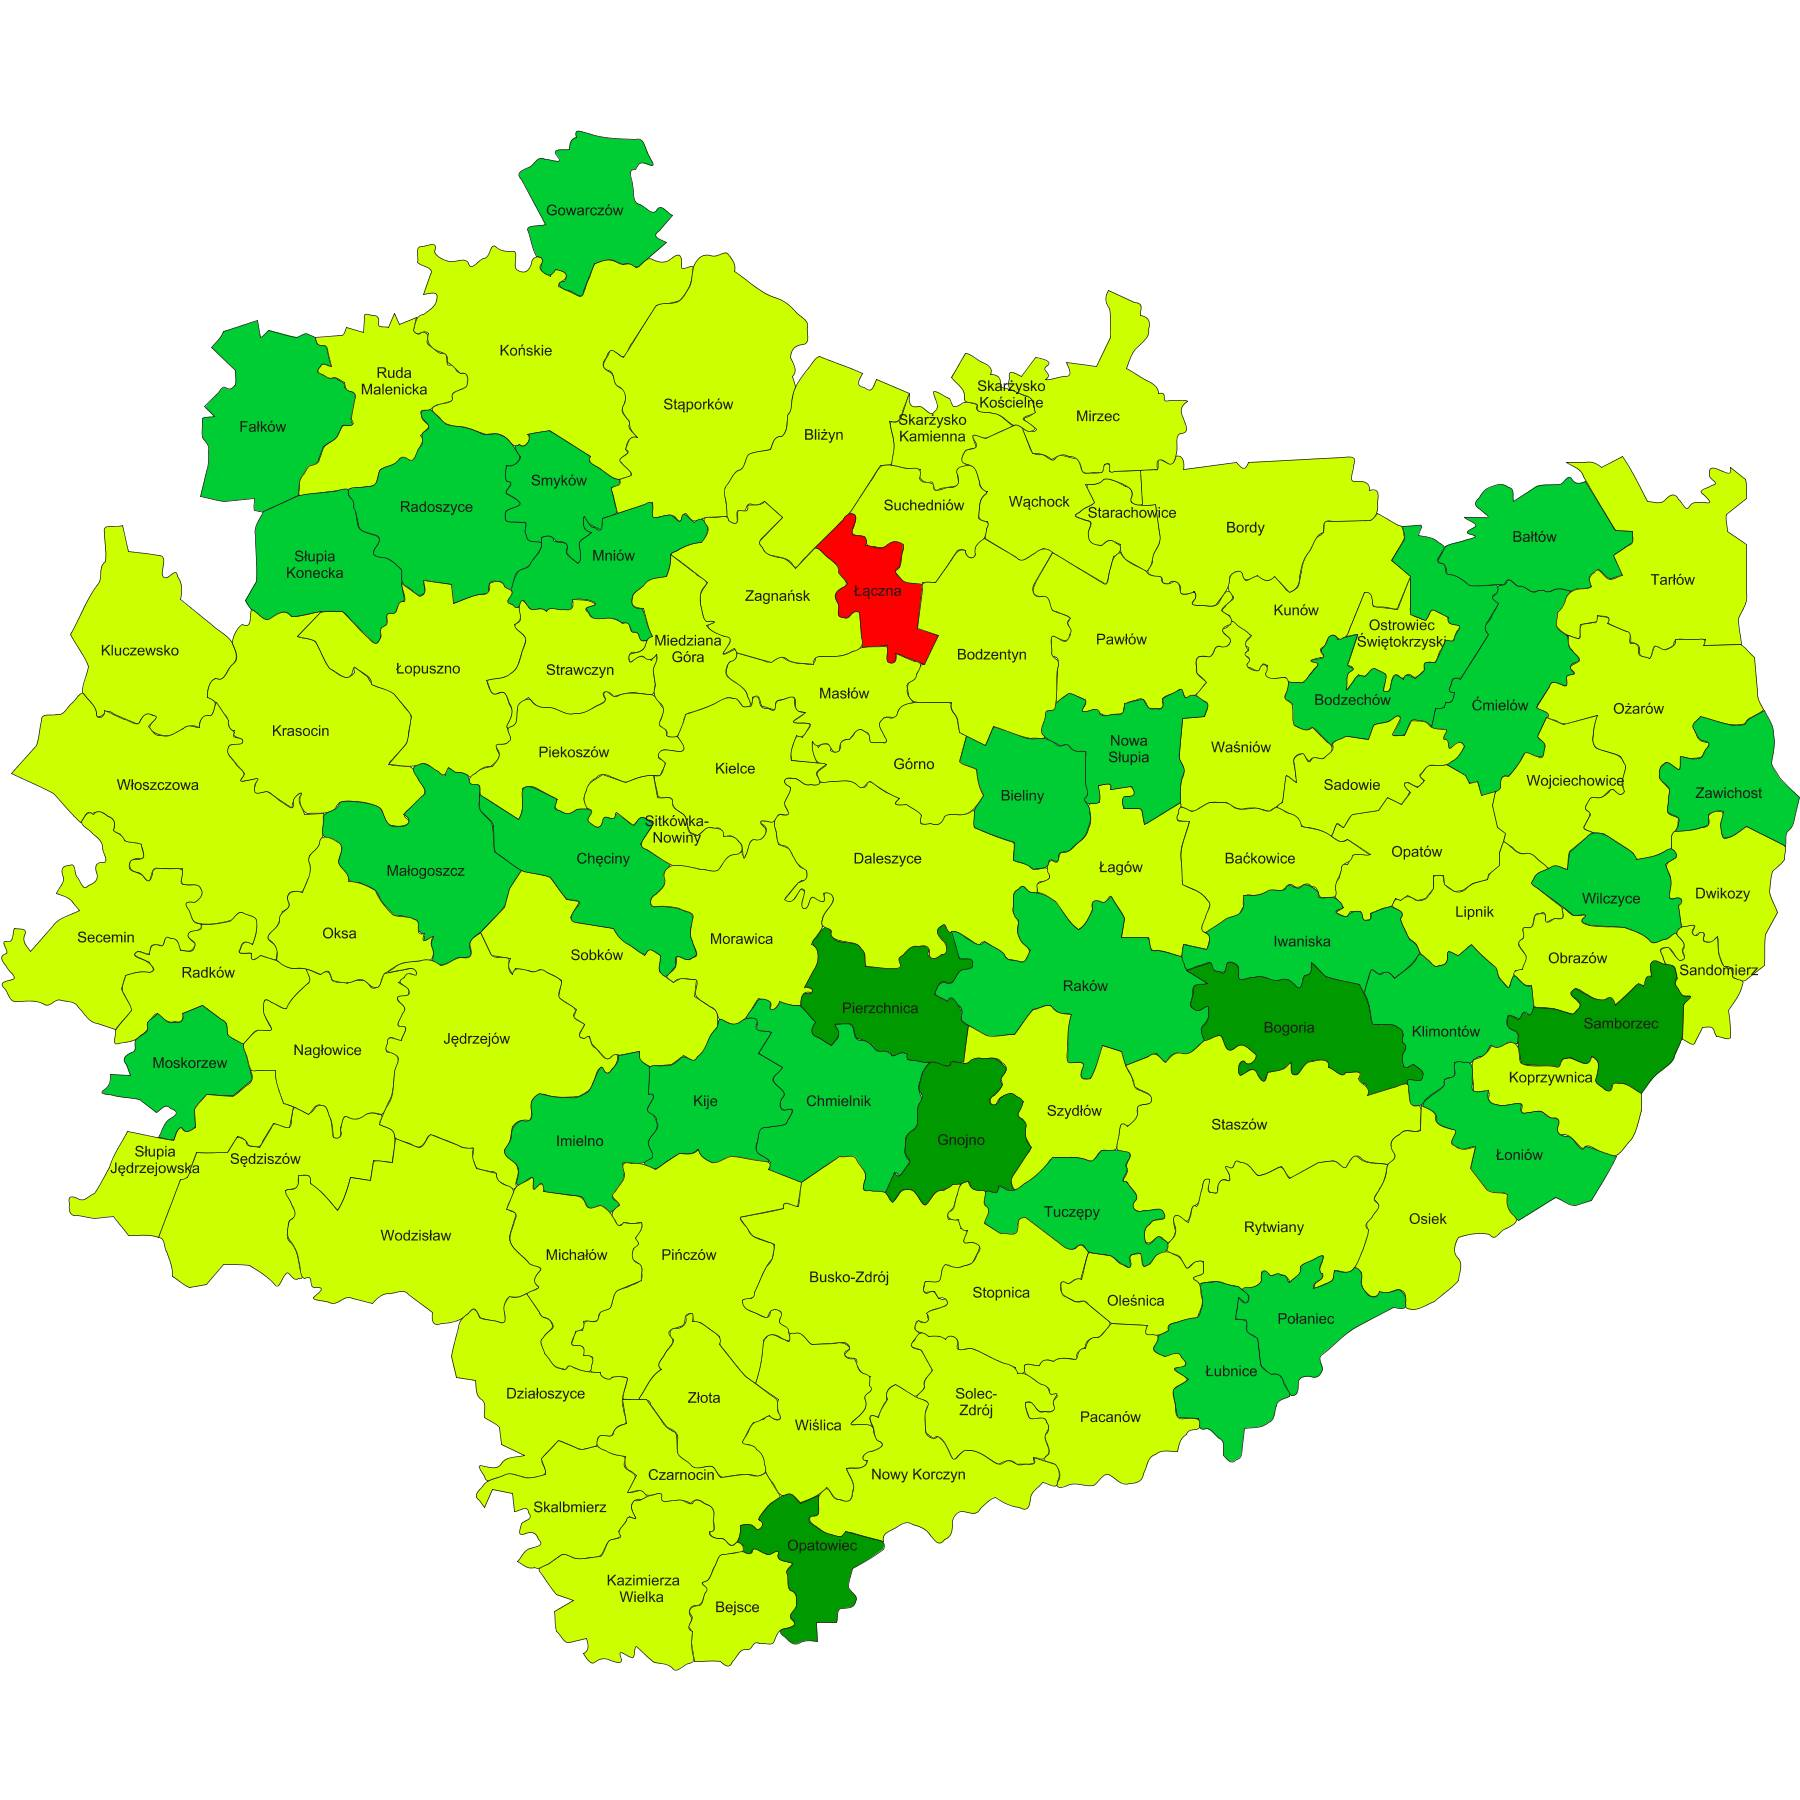 Gowarczów
Końskie
Ruda
Malenicka
Stąporków
Fałków
Skarżysko
Kościelne
Mirzec
Bliżyn
Skarżysko
Kamienna
Smyków
Radoszyce
Suchedniów
Wąchock
Starachowice
Bordy
Bałtów
Słupia
Konecka
Mniów
Tarłów
Zagnańsk
Łączna
Kunów
Ostrowiec
Świętokrzyski
Kluczewsko
Łopuszno
Strawczyn
Miedziana
Góra
Bodzentyn
Pawłów
Masłów
Bodzechów
Ćmielów
Ożarów
Krasocin
Piekoszów
Kielce
Górno
Nowa
Słupia
Waśniów
Włoszczowa
Bieliny
Sadowie
Wojciechowice
Zawichost
Sitkówka-
Nowiny
Małogoszcz
Chęciny
Daleszyce
Łagów
Baćkowice
Opatów
Dwikozy
Wilczyce
Lipnik
Secemin
Oksa
Morawica
Iwaniska
Sobków
Obrazów
Sandomierz
Radków
Raków
Pierzchnica
Bogoria
Klimontów
Samborzec
Jędrzejów
Nagłowice
Moskorzew
Koprzywnica
Kije
Chmielnik
Szydłów
Staszów
Imielno
Gnojno
Słupia
Jędrzejowska
Sędziszów
Łoniów
Tuczępy
Rytwiany
Osiek
Wodzisław
Michałów
Pińczów
Busko-Zdrój
Stopnica
Oleśnica
Połaniec
Łubnice
Działoszyce
Złota
Solec-
Zdrój
Wiślica
Pacanów
Czarnocin
Nowy Korczyn
Skalbmierz
Opatowiec
Kazimierza
Wielka
Bejsce